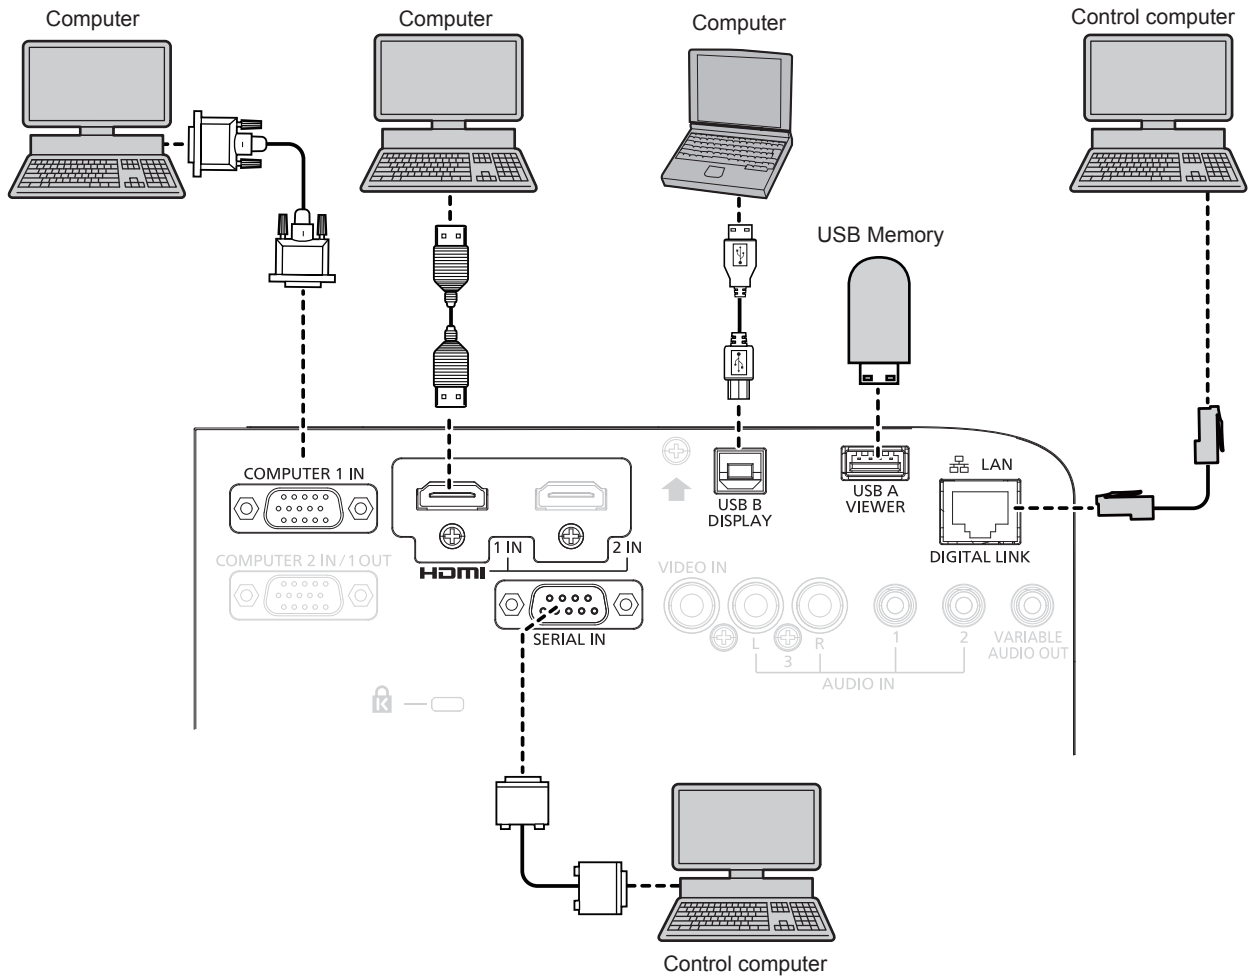 Computer
Computer
Computer
Control computer
USB Memory
COMPUTER 1 IN
LAN
USB B
DISPLAY
USB A
VIEWER
1 IN
2 IN
HDMI
DIGITAL LINK
COMPUTER 2 IN / 1 OUT
VIDEO IN
SERIAL IN
L
R
3
1
2
VARIABLE
AUDIO OUT
AUDIO IN
K
Control computer